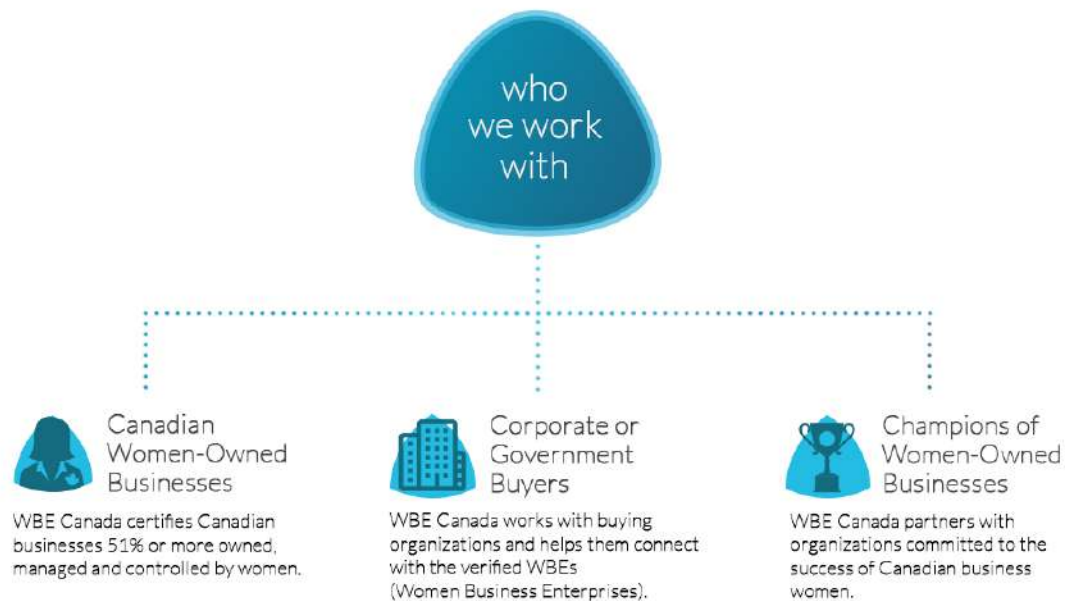 who
we work
with
Canadian
Women-Owned
Businesses
WBE Canada certifies Canadian
businesses 51% or more owned,
managed and controlled by women.
Corporate or
Government
Buyers
WBE Canada works with buying
organizations and helps them connect
with the verified WBEs
(Women Business Enterprises).
Champions of
Women-Owned
Businesses
WBE Canada partners with
organizations committed to the
success of Canadian business
women.